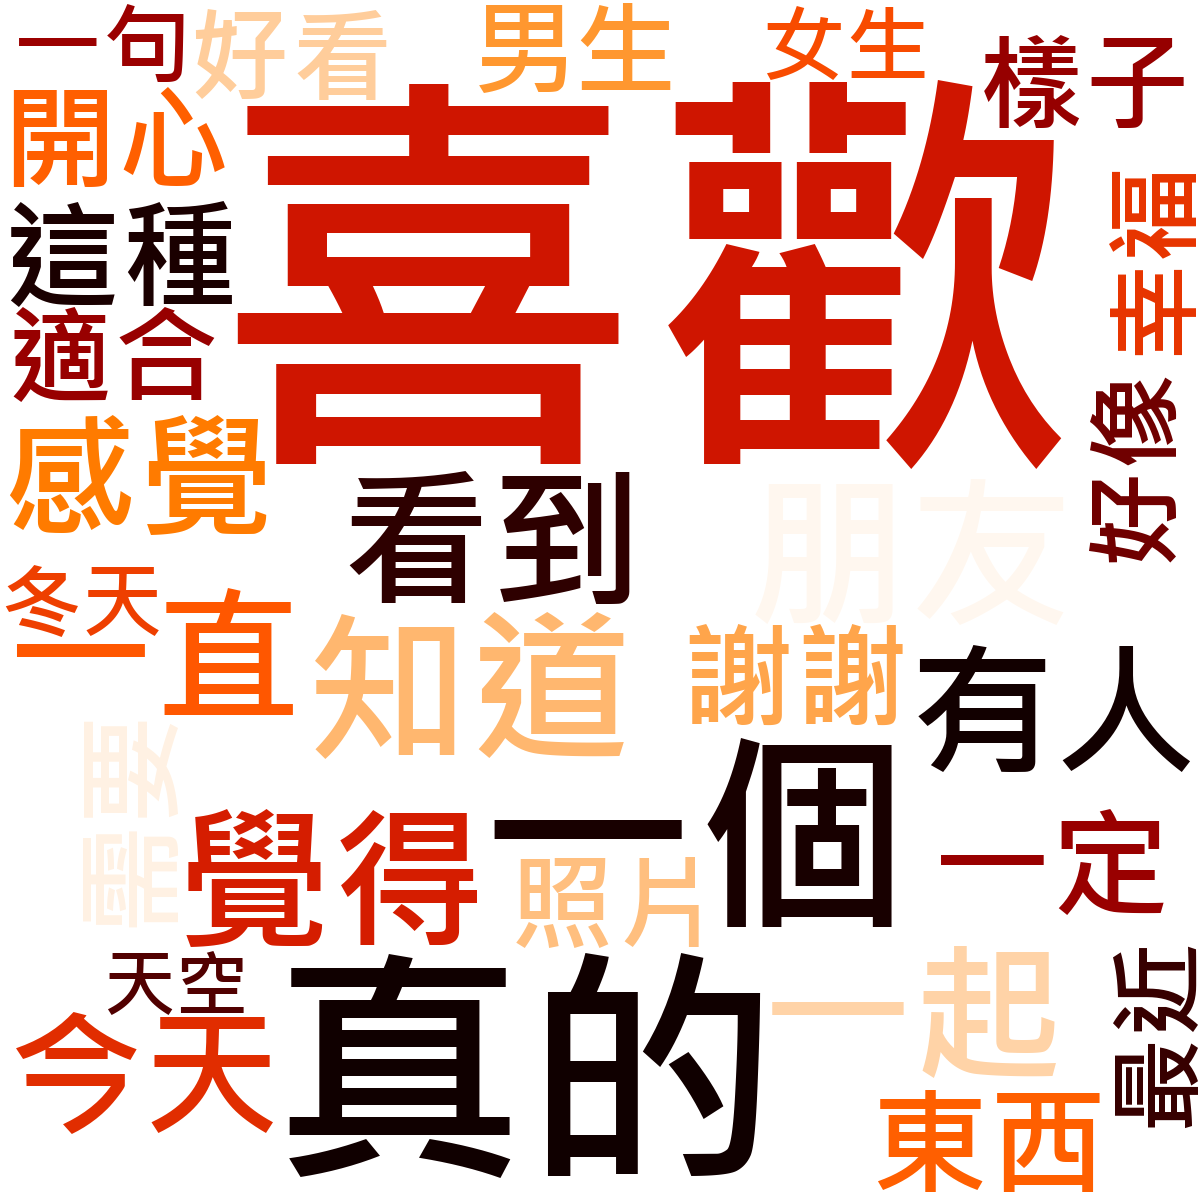 一句
好看
男生
女生
樣子
開心
喜歡
幸福
這種
適合
好像
感覺
看到
朋友
冬天
一直
知道
謝謝
有人
需要
覺得
一個
照片
一定
天空
今天
真的
一起
最近
東西